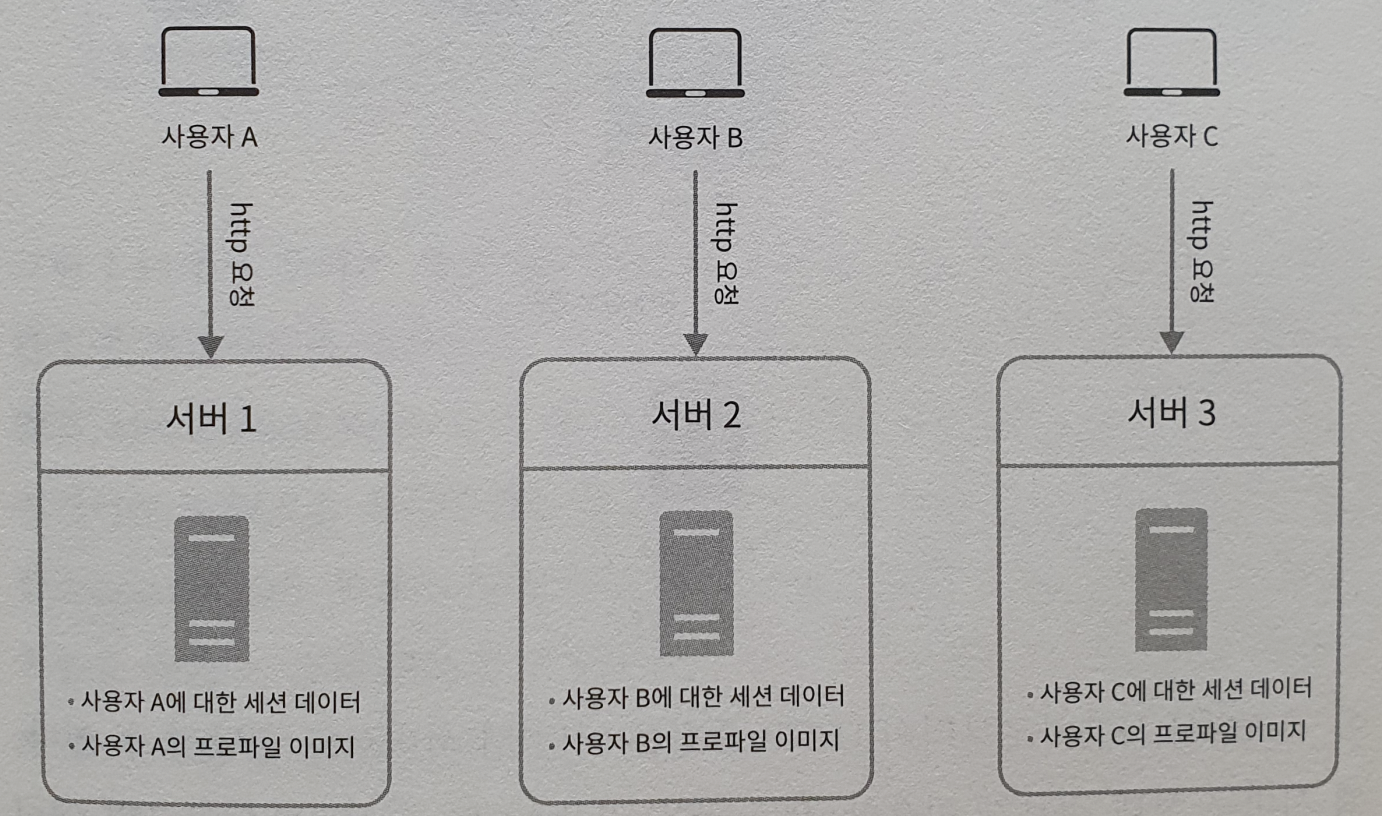 사용자 A
사용자 B
사용자 C
http 요청
http 요청
http 요청
서버 1
서버 2
서버 3
• 사용자 A에 대한 세션 데이터
• 사용자 A의 프로파일 이미지
• 사용자 B에 대한 세션 데이터
• 사용자 B의 프로파일 이미지
• 사용자 C에 대한 세션 데이터
• 사용자 C의 프로파일 이미지